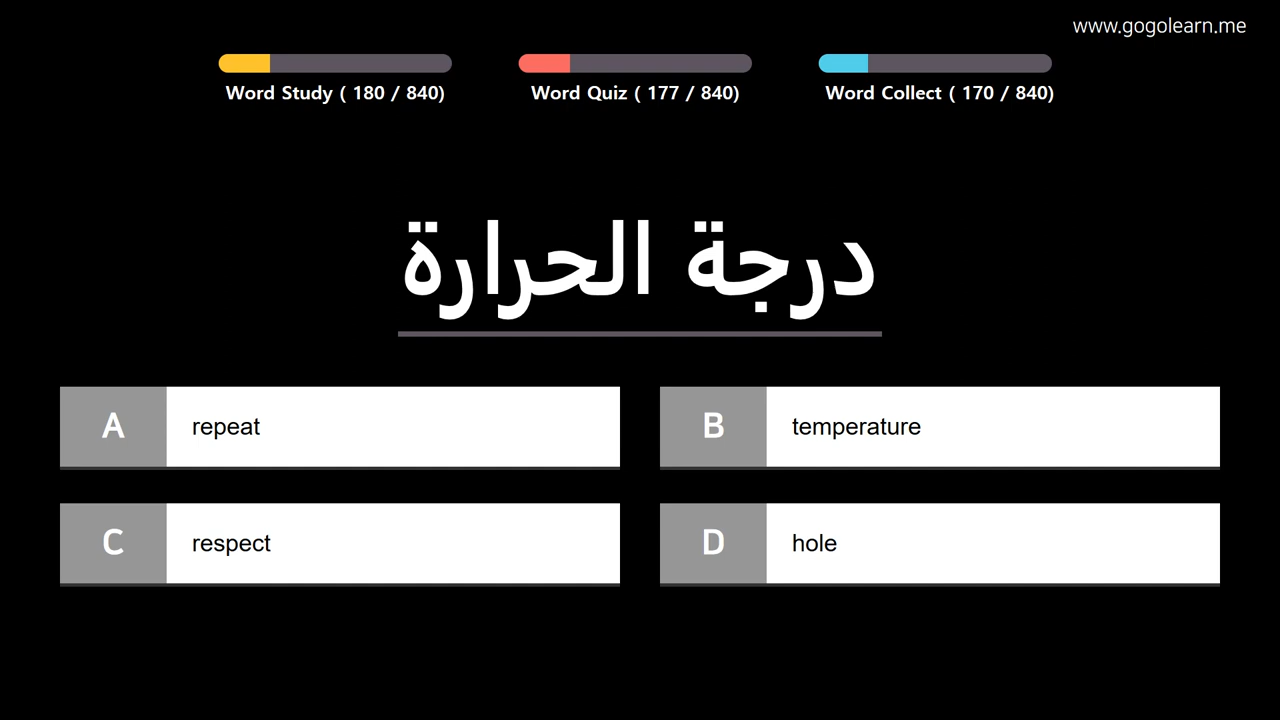 www.gogolearn.me
Word Study ( 180 / 840)
Word Quiz ( 177 / 840)
Word Collect ( 170 / 840)
درجة الحرارة
A repeat
B temperature
C respect
D hole